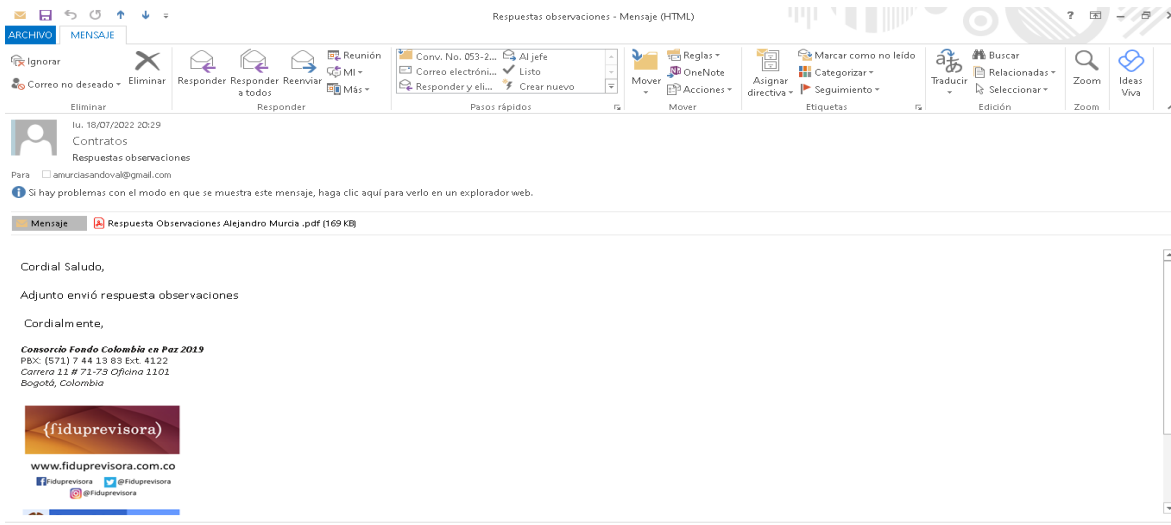 Respuestas observaciones - Mensaje (HTML)
ARCHIVO MENSAJE
Ignorar
Correo no deseado
Eliminar
Eliminar
Responder
Responder a todos
Reenviar
Reunión
MI
Más
Responder
Conv. No. 053-2...
Correo electróni...
Responder y eli...
Al jefe
Listo
Crear nuevo
Pasos rápidos
Mover
Reglas
OneNote
Acciones
Mover
Asignar directiva
Marcar como no leído
Categorizar
Seguimiento
Etiquetas
Traducir
Buscar
Relacionadas
Seleccionar
Edición
Zoom
Zoom
Ideas Viva
lu. 18/07/2022 20:29
Contratos
Respuestas observaciones
Para amurciasandoval@gmail.com
Si hay problemas con el modo en que se muestra este mensaje, haga clic aquí para verlo en un explorador web.
Mensaje Respuesta Observaciones Alejandro Murcia .pdf (169 KB)
Cordial Saludo,
Adjunto envió respuesta observaciones
Cordialmente,
Consorcio Fondo Colombia en Paz 2019
PBX: (571) 7 44 13 83 Ext. 4122
Carrera 11 # 71-73 Oficina 1101
Bogotá, Colombia
{fiduprevisora}
www.fiduprevisora.com.co
Fiduprevisora @Fiduprevisora
@Fiduprevisora